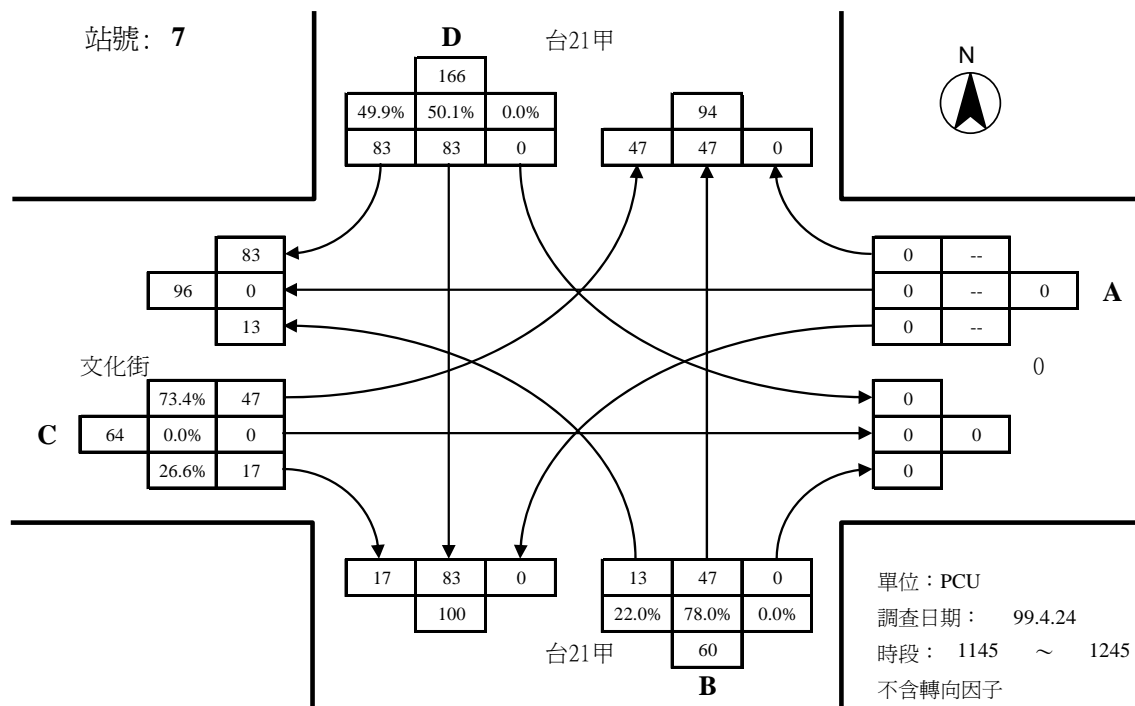 站號: 7
D
台21甲
N
166
49.9% 50.1% 0.0%
94
83 83 0
47 47 0
83
96 0
13
0 --
0 -- 0
0 --
A
文化街
0
73.4% 47
C 64 0.0% 0
26.6% 17
0
0 0
0
17 83 0
100
13 47 0
22.0% 78.0% 0.0%
60
台21甲
B
單位：PCU
調查日期： 99.4.24
時段： 1145 ～ 1245
不含轉向因子